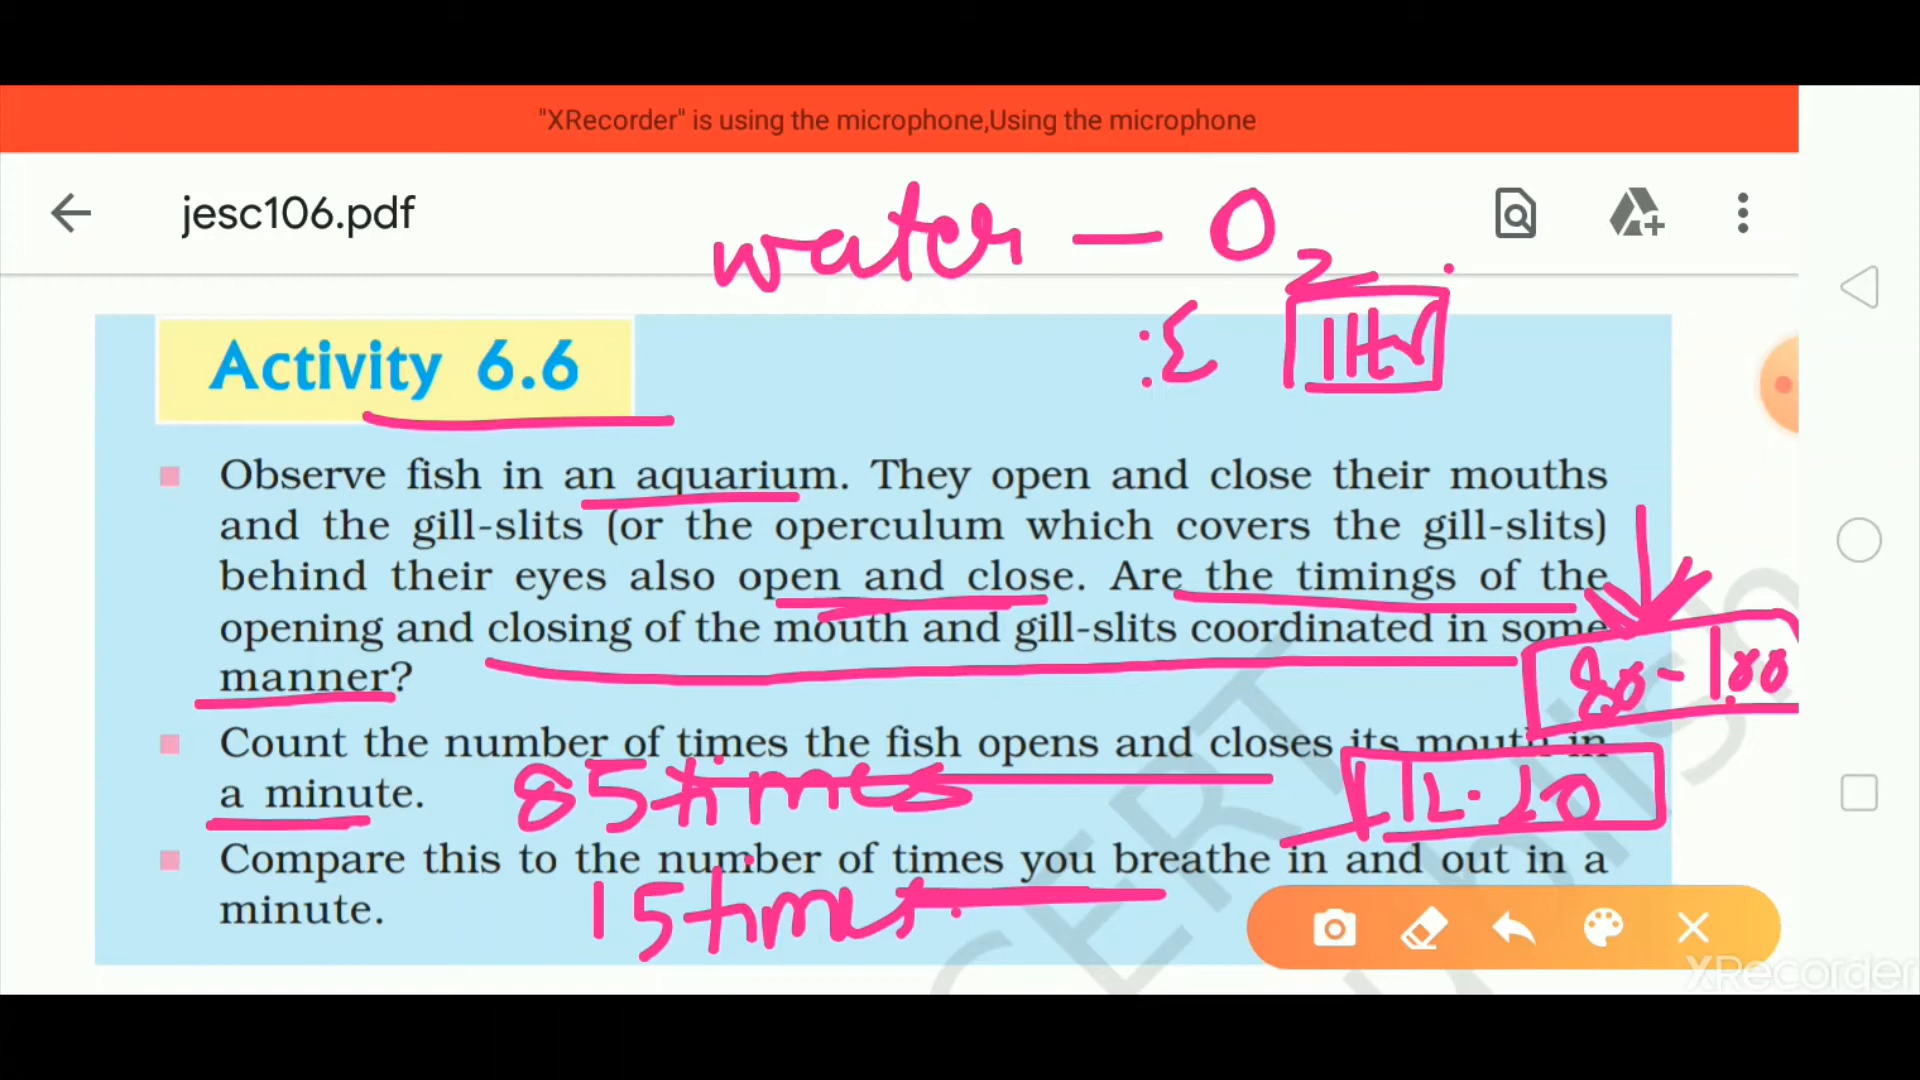 "XRecorder" is using the microphone,Using the microphone
jesc106.pdf
water - O2
Activity 6.6
Observe fish in an aquarium. They open and close their mouths
and the gill-slits (or the operculum which covers the gill-slits)
behind their eyes also open and close. Are the timings of the
opening and closing of the mouth and gill-slits coordinated in some
manner?
80-100
Count the number of times the fish opens and closes its mouth in
a minute.
85 times
12-20
Compare this to the number of times you breathe in and out in a
minute.
15 times
XRecorder